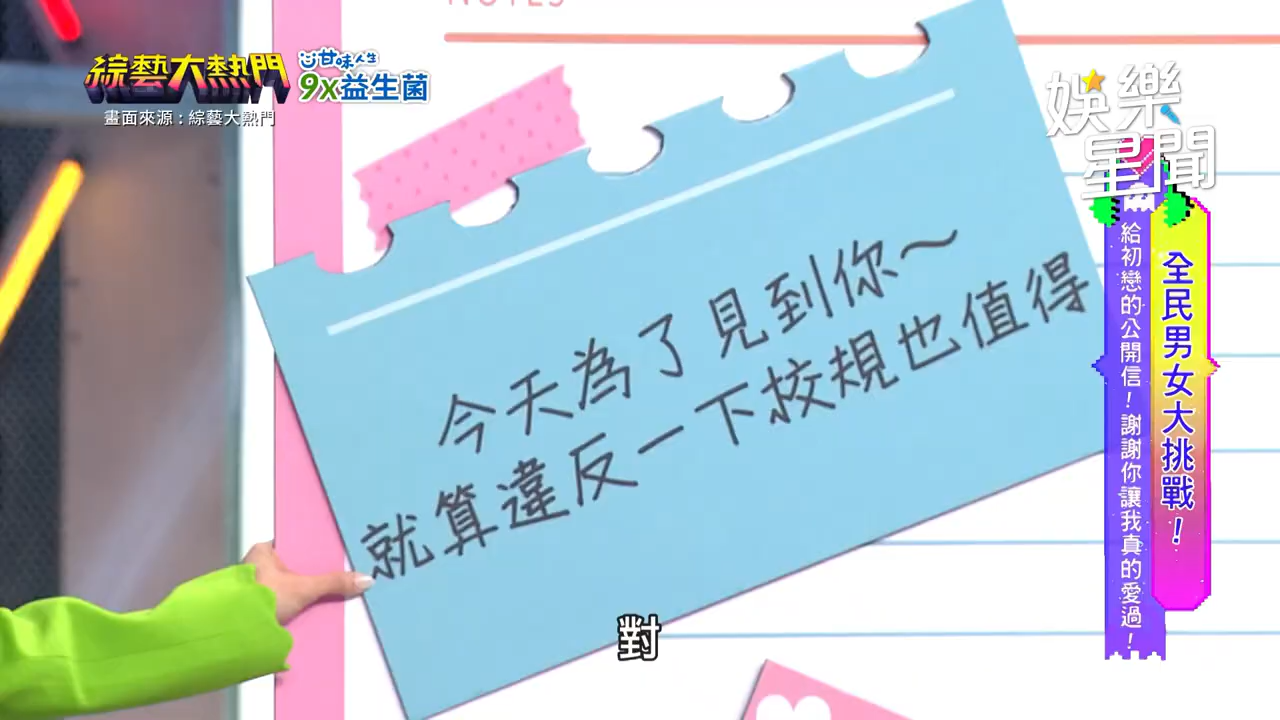 NOTES
綜藝大熱門
甘味人生
9x益生菌
畫面來源：綜藝大熱門
娛樂
星聞
今天為了見到你～
就算違反一下校規也值得
全民男女大挑戰！
給初戀的公開信！謝謝你讓我真的愛過！
對